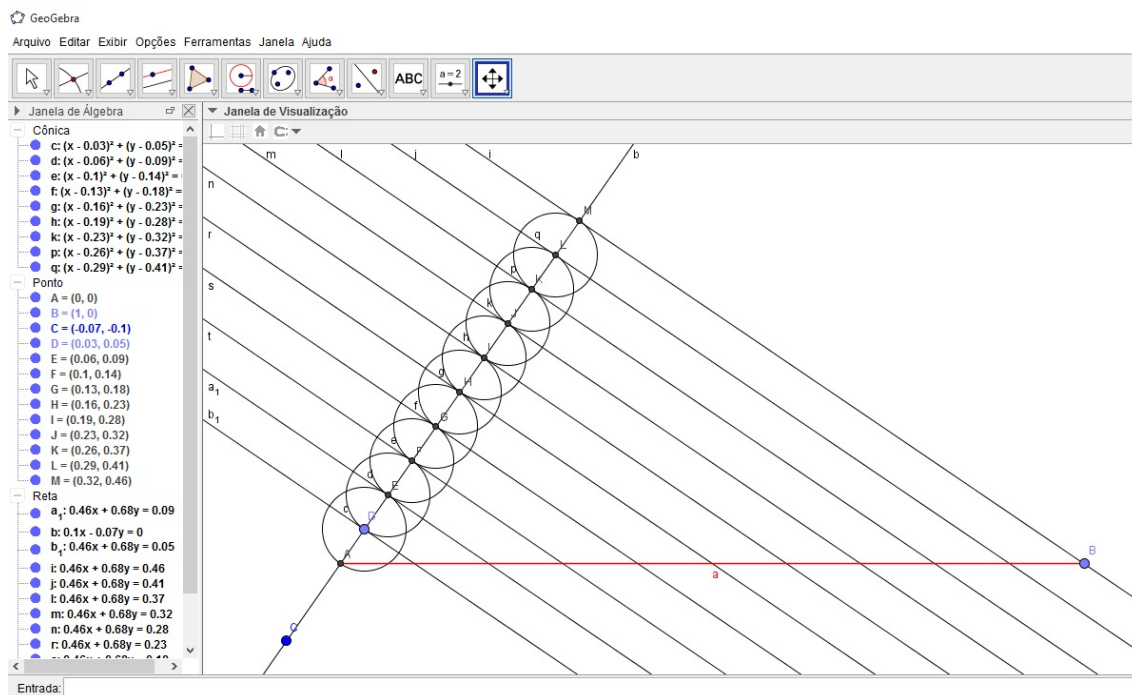 GeoGebra
Arquivo Editar Exibir Opções Ferramentas Janela Ajuda
ABC
a=2
Janela de Álgebra
Cônica
c: (x - 0.03)² + (y - 0.05)² =
d: (x - 0.06)² + (y - 0.09)² =
e: (x - 0.1)² + (y - 0.14)² =
f: (x - 0.13)² + (y - 0.18)² =
g: (x - 0.16)² + (y - 0.23)² =
h: (x - 0.19)² + (y - 0.28)² =
k: (x - 0.23)² + (y - 0.32)² =
p: (x - 0.26)² + (y - 0.37)² =
q: (x - 0.29)² + (y - 0.41)² =
Ponto
A = (0, 0)
B = (1, 0)
C = (-0.07, -0.1)
D = (0.03, 0.05)
E = (0.06, 0.09)
F = (0.1, 0.14)
G = (0.13, 0.18)
H = (0.16, 0.23)
I = (0.19, 0.28)
J = (0.23, 0.32)
K = (0.26, 0.37)
L = (0.29, 0.41)
M = (0.32, 0.46)
Reta
a₁: 0.46x + 0.68y = 0.09
b: 0.1x - 0.07y = 0
b₁: 0.46x + 0.68y = 0.05
i: 0.46x + 0.68y = 0.46
j: 0.46x + 0.68y = 0.41
l: 0.46x + 0.68y = 0.37
m: 0.46x + 0.68y = 0.32
n: 0.46x + 0.68y = 0.28
r: 0.46x + 0.68y = 0.23
Janela de Visualização
m l j i b
n
r
s
t
a₁
b₁
M
q L
p K
k J
h I
g H
f G
e F
d E
c D
A
a
B
C
Entrada: